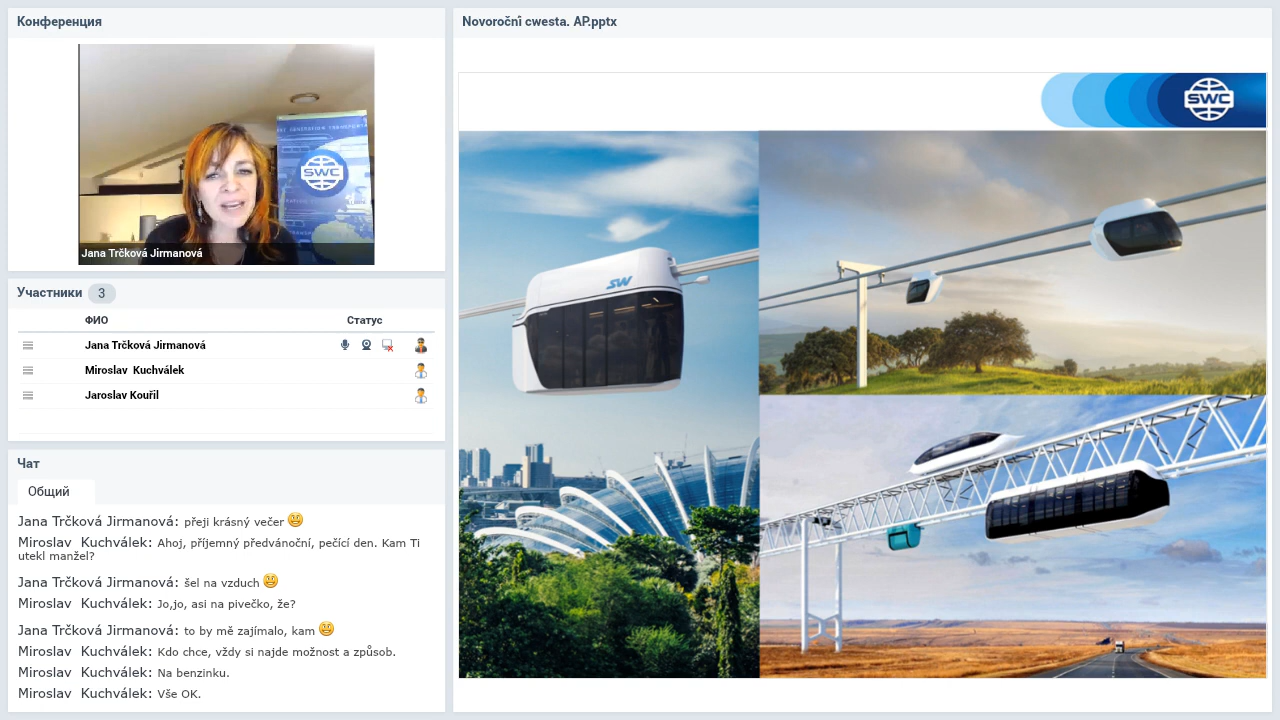 Конференция
SWC
Jana Trčková Jirmanová
Участники 3
ФИО Статус
Jana Trčková Jirmanová
Miroslav Kuchválek
Jaroslav Kouřil
Чат
Общий
Jana Trčková Jirmanová: přeji krásný večer
Miroslav Kuchválek: Ahoj, příjemný předvánoční, pečící den. Kam Ti
utekl manžel?
Jana Trčková Jirmanová: šel na vzduch
Miroslav Kuchválek: Jo,jo, asi na pivečko, že?
Jana Trčková Jirmanová: to by mě zajímalo, kam
Miroslav Kuchválek: Kdo chce, vždy si najde možnost a způsob.
Miroslav Kuchválek: Na benzinku.
Miroslav Kuchválek: Vše OK.
Novoroční cwesta. AP.pptx
SWC
SW